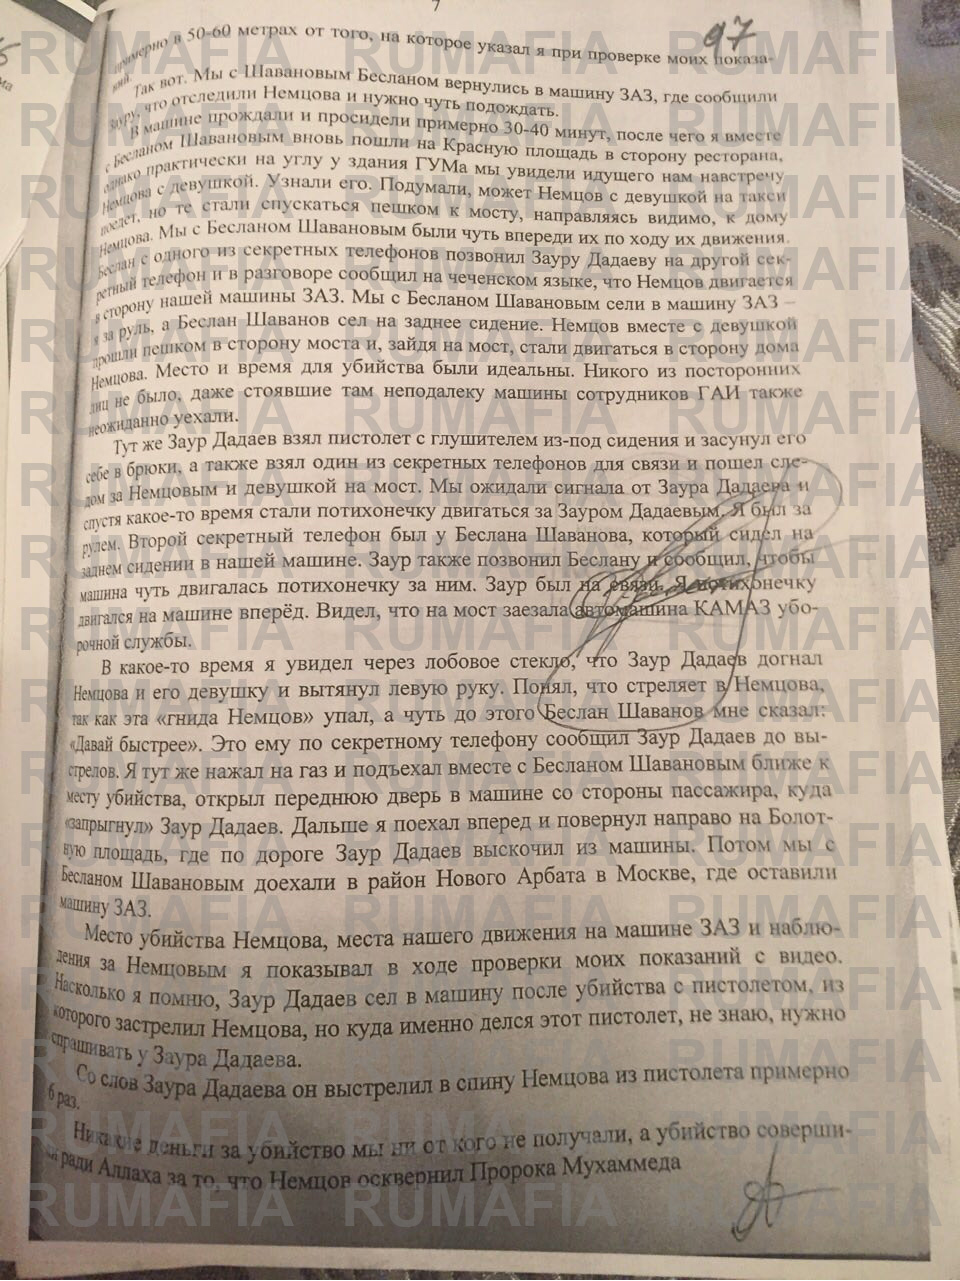 7
97
примерно в 50-60 метрах от того, на которое указал я при проверке моих показа-
ний.
Так вот. Мы с Шавановым Бесланом вернулись в машину ЗАЗ, где сообщили
Зауру, что отследили Немцова и нужно чуть подождать.
В машине прождали и просидели примерно 30-40 минут, после чего я вместе
с Бесланом Шавановым вновь пошли на Красную площадь в сторону ресторана,
однако практически на углу у здания ГУМа мы увидели идущего нам навстречу
Немцова с девушкой. Узнали его. Подумали, может Немцов с девушкой на такси
поедет, но те стали спускаться пешком к мосту, направляясь видимо, к дому
Немцова. Мы с Бесланом Шавановым были чуть впереди их по ходу их движения.
Беслан с одного из секретных телефонов позвонил Зауру Дадаеву на другой сек-
ретный телефон и в разговоре сообщил на чеченском языке, что Немцов двигается
в сторону нашей машины ЗАЗ. Мы с Бесланом Шавановым сели в машину ЗАЗ –
я за руль, а Беслан Шаванов сел на заднее сидение. Немцов вместе с девушкой
прошли пешком в сторону моста и, зайдя на мост, стали двигаться в сторону дома
Немцова. Место и время для убийства были идеальны. Никого из посторонних
лиц не было, даже стоявшие там неподалеку машины сотрудников ГАИ также
неожиданно уехали.
Тут же Заур Дадаев взял пистолет с глушителем из-под сидения и засунул его
себе в брюки, а также взял один из секретных телефонов для связи и пошел сле-
дом за Немцовым и девушкой на мост. Мы ожидали сигнала от Заура Дадаева и
спустя какое-то время стали потихонечку двигаться за Зауром Дадаевым. Я был за
рулем. Второй секретный телефон был у Беслана Шаванова, который сидел на
заднем сидении в нашей машине. Заур также позвонил Беслану и сообщил, чтобы
машина чуть двигалась потихонечку за ним. Заур был на связи. Я потихонечку
двигался на машине вперёд. Видел, что на мост заезала автомашина КАМАЗ убо-
рочной службы.
В какое-то время я увидел через лобовое стекло, что Заур Дадаев догнал
Немцова и его девушку и вытянул левую руку. Понял, что стреляет в Немцова,
так как эта «гнида Немцов» упал, а чуть до этого Беслан Шаванов мне сказал:
«Давай быстрее». Это ему по секретному телефону сообщил Заур Дадаев до вы-
стрелов. Я тут же нажал на газ и подъехал вместе с Бесланом Шавановым ближе к
месту убийства, открыл переднюю дверь в машине со стороны пассажира, куда
«запрыгнул» Заур Дадаев. Дальше я поехал вперед и повернул направо на Болот-
ную площадь, где по дороге Заур Дадаев выскочил из машины. Потом мы с
Бесланом Шавановым доехали в район Нового Арбата в Москве, где оставили
машину ЗАЗ.
Место убийства Немцова, места нашего движения на машине ЗАЗ и наблю-
дения за Немцовым я показывал в ходе проверки моих показаний с видео.
Насколько я помню, Заур Дадаев сел в машину после убийства с пистолетом, из
которого застрелил Немцова, но куда именно делся этот пистолет, не знаю, нужно
спрашивать у Заура Дадаева.
Со слов Заура Дадаева он выстрелил в спину Немцова из пистолета примерно
6 раз.
Никакие деньги за убийство мы ни от кого не получали, а убийство соверши-
ли ради Аллаха за то, что Немцов осквернил Пророка Мухаммеда
RUMAFIA